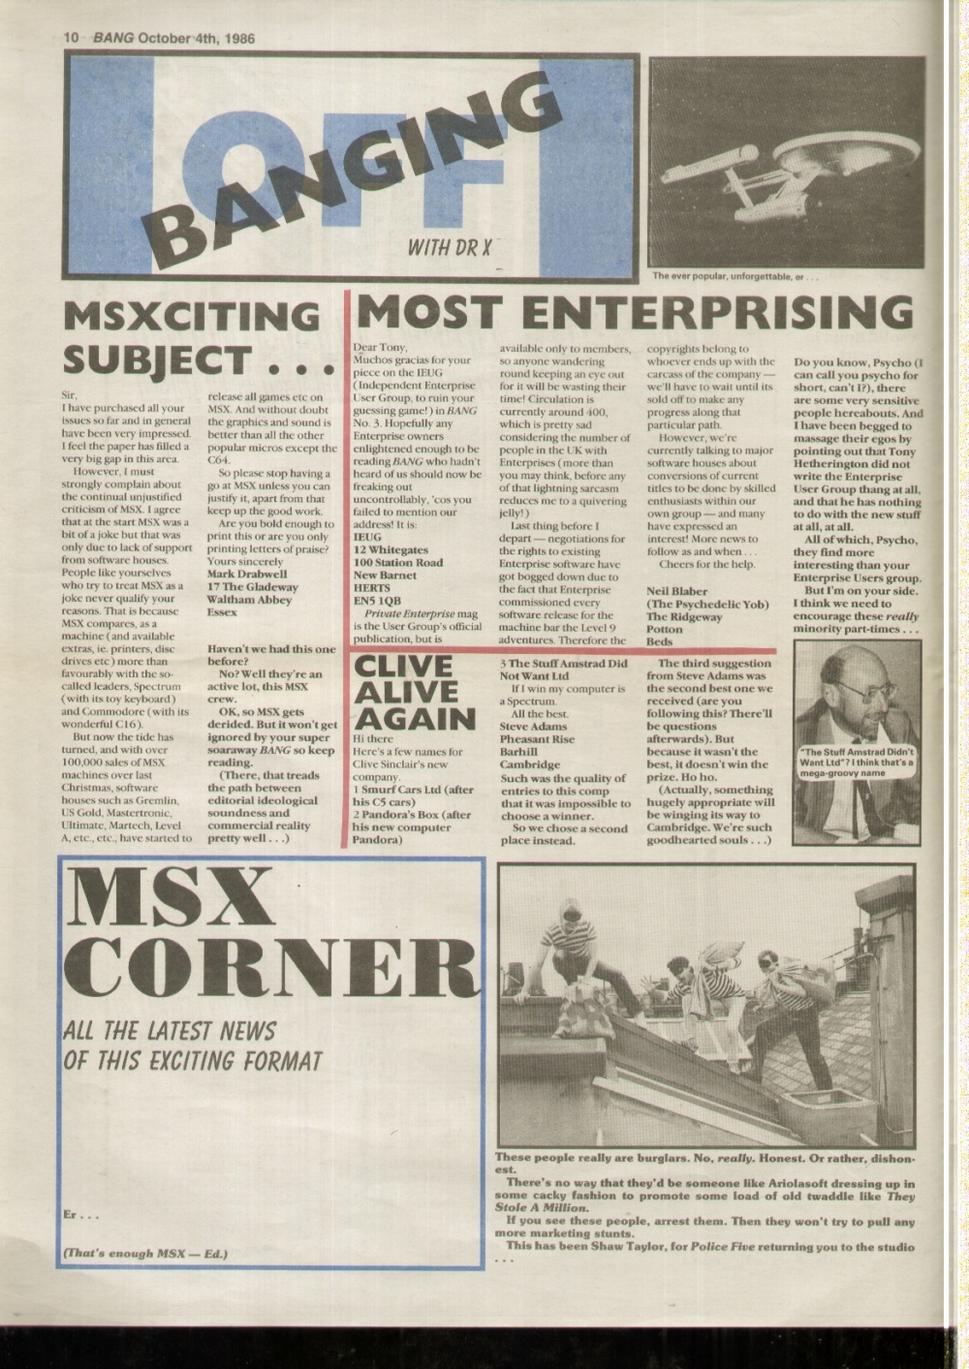 10 BANG October 4th, 1986
OFF
BANGING
WITH DR X
The ever popular, unforgettable, er . . .
MSXCITING
SUBJECT . . .
Sir,
I have purchased all your
issues so far and in general
have been very impressed.
I feel the paper has filled a
very big gap in this area.
However, I must
strongly complain about
the continual unjustified
criticism of MSX. I agree
that at the start MSX was a
bit of a joke but that was
only due to lack of support
from software houses.
People like yourselves
who try to treat MSX as a
joke never qualify your
reasons. That is because
MSX compares, as a
machine (and available
extras, ie. printers, disc
drives etc) more than
favourably with the so-
called leaders, Spectrum
(with its toy keyboard)
and Commodore (with its
wonderful C16).
But now the tide has
turned, and with over
100,000 sales of MSX
machines over last
Christmas, software
houses such as Gremlin,
US Gold, Mastertronic,
Ultimate, Martech, Level
A, etc., etc., have started to
release all games etc on
MSX. And without doubt
the graphics and sound is
better than all the other
popular micros except the
C64.
So please stop having a
go at MSX unless you can
justify it, apart from that
keep up the good work.
Are you bold enough to
print this or are you only
printing letters of praise?
Yours sincerely
Mark Drabwell
17 The Gladeway
Waltham Abbey
Essex
Haven't we had this one
before?
No? Well they're an
active lot, this MSX
crew.
OK, so MSX gets
derided. But it won't get
ignored by your super
soaraway BANG so keep
reading.
(There, that treads
the path between
editorial ideological
soundness and
commercial reality
pretty well . . .)
MOST ENTERPRISING
Dear Tony,
Muchos gracias for your
piece on the IEUG
(Independent Enterprise
User Group, to ruin your
guessing game!) in BANG
No. 3. Hopefully any
Enterprise owners
enlightened enough to be
reading BANG who hadn't
heard of us should now be
freaking out
uncontrollably, 'cos you
failed to mention our
address! It is:
IEUG
12 Whitegates
100 Station Road
New Barnet
HERTS
EN5 1QB
Private Enterprise mag
is the User Group's official
publication, but is
available only to members,
so anyone wandering
round keeping an eye out
for it will be wasting their
time! Circulation is
currently around 400,
which is pretty sad
considering the number of
people in the UK with
Enterprises (more than
you may think, before any
of that lightning sarcasm
reduces me to a quivering
jelly!)
Last thing before I
depart — negotiations for
the rights to existing
Enterprise software have
got bogged down due to
the fact that Enterprise
commissioned every
software release for the
machine bar the Level 9
adventures. Therefore the
copyrights belong to
whoever ends up with the
carcass of the company —
we'll have to wait until its
sold off to make any
progress along that
particular path.
However, we're
currently talking to major
software houses about
conversions of current
titles to be done by skilled
enthusiasts within our
own group — and many
have expressed an
interest! More news to
follow as and when . . .
Cheers for the help.
Neil Blaber
(The Psychedelic Yob)
The Ridgeway
Potton
Beds
Do you know, Psycho (I
can call you psycho for
short, can't I?), there
are some very sensitive
people hereabouts. And
I have been begged to
massage their egos by
pointing out that Tony
Hetherington did not
write the Enterprise
User Group thang at all,
and that he has nothing
to do with the new stuff
at all, at all.
All of which, Psycho,
they find more
interesting than your
Enterprise Users group.
But I'm on your side.
I think we need to
encourage these really
minority part-times . . .
CLIVE
ALIVE
AGAIN
Hi there
Here's a few names for
Clive Sinclair's new
company.
1 Smurf Cars Ltd (after
his C5 cars)
2 Pandora's Box (after
his new computer
Pandora)
3 The Stuff Amstrad Did
Not Want Ltd
If I win my computer is
a Spectrum.
All the best.
Steve Adams
Pheasant Rise
Barhill
Cambridge
Such was the quality of
entries to this comp
that it was impossible to
choose a winner.
So we chose a second
place instead.
The third suggestion
from Steve Adams was
the second best one we
received (are you
following this? There'll
be questions
afterwards). But
because it wasn't the
best, it doesn't win the
prize. Ho ho.
(Actually, something
hugely appropriate will
be winging its way to
Cambridge. We're such
goodhearted souls . . .)
"The Stuff Amstrad Didn't
Want Ltd"? I think that's a
mega-groovy name
MSX
CORNER
ALL THE LATEST NEWS
OF THIS EXCITING FORMAT
Er . . .
(That's enough MSX — Ed.)
These people really are burglars. No, really. Honest. Or rather, dishon-
est.
There's no way that they'd be someone like Ariolasoft dressing up in
some cacky fashion to promote some load of old twaddle like They
Stole A Million.
If you see these people, arrest them. Then they won't try to pull any
more marketing stunts.
This has been Shaw Taylor, for Police Five returning you to the studio
. . .